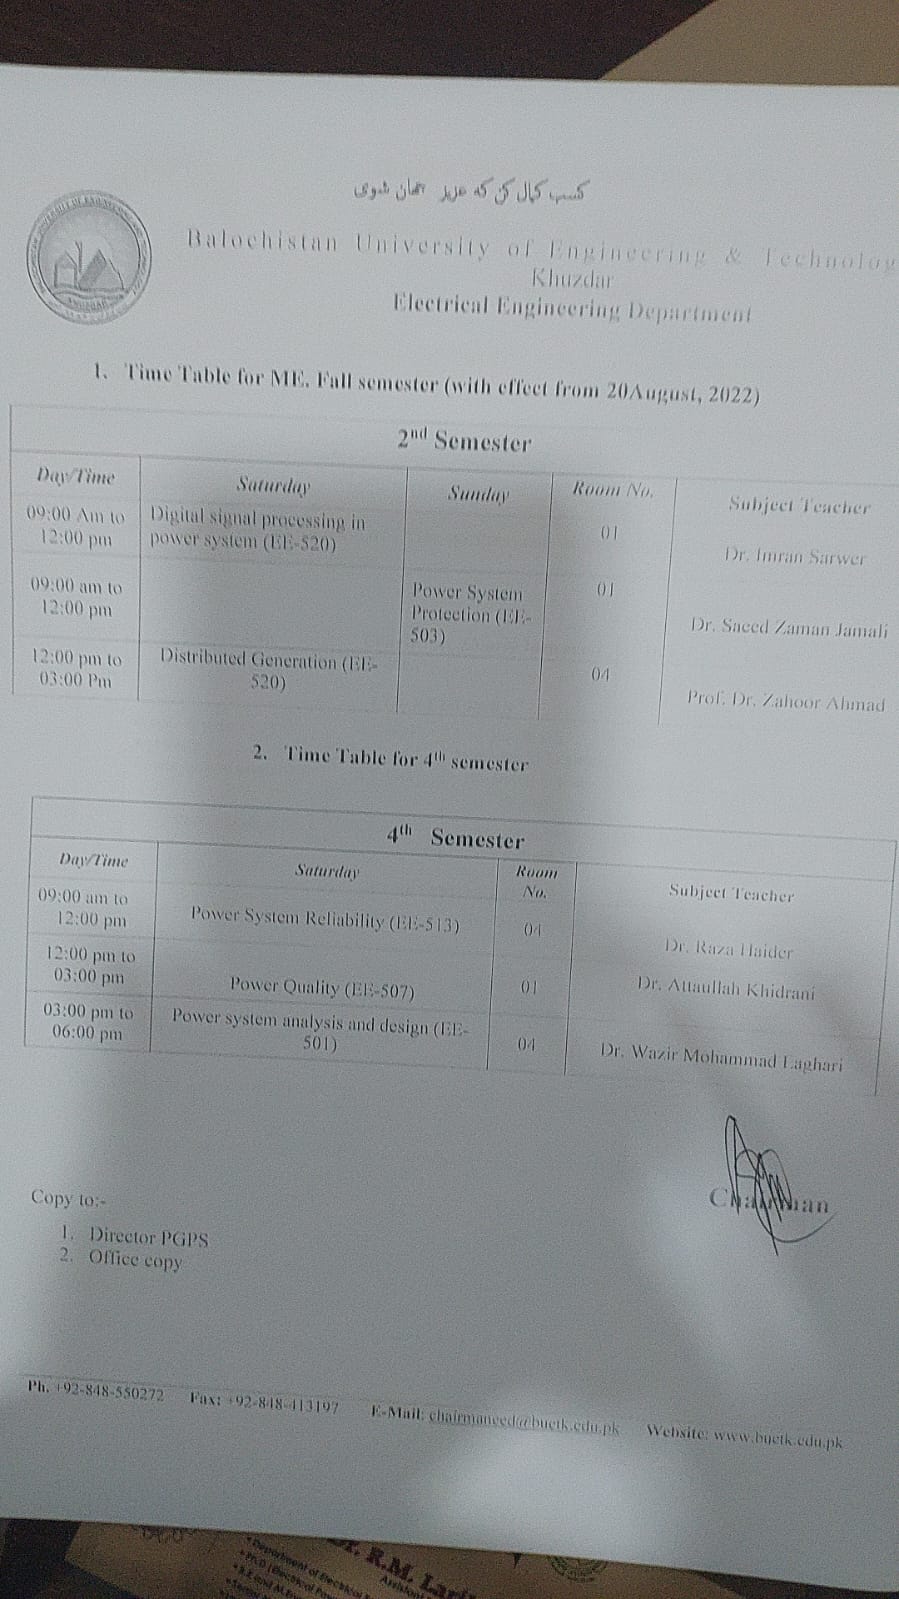 کسب کمال کن کہ عزیز جہاں شوی
Balochistan University of Engineering & Technolog
Khuzdar
Electrical Engineering Department
1. Time Table for ME. Fall semester (with effect from 20August, 2022)
2nd Semester
Day/Time Saturday Sunday Room No. Subject Teacher
09:00 Am to 12:00 pm Digital signal processing in power system (EE-520) 01 Dr. Imran Sarwer
09:00 am to 12:00 pm Power System Protection (EE-503) 01 Dr. Saeed Zaman Jamali
12:00 pm to 03:00 Pm Distributed Generation (EE-520) 04 Prof. Dr. Zahoor Ahmad
2. Time Table for 4th semester
4th Semester
Day/Time Saturday Room No. Subject Teacher
09:00 am to 12:00 pm Power System Reliability (EE-513) 04 Dr. Raza Haider
12:00 pm to 03:00 pm Power Quality (EE-507) 01 Dr. Attaullah Khidrani
03:00 pm to 06:00 pm Power system analysis and design (EE-501) 04 Dr. Wazir Mohammad Laghari
Chairman
Copy to:-
1. Director PGPS
2. Office copy
Ph. +92-848-550272 Fax: +92-848-413197 E-Mail: chairmaneed@buetk.edu.pk Website: www.buetk.edu.pk
R.M. Lari
Department of Electrical